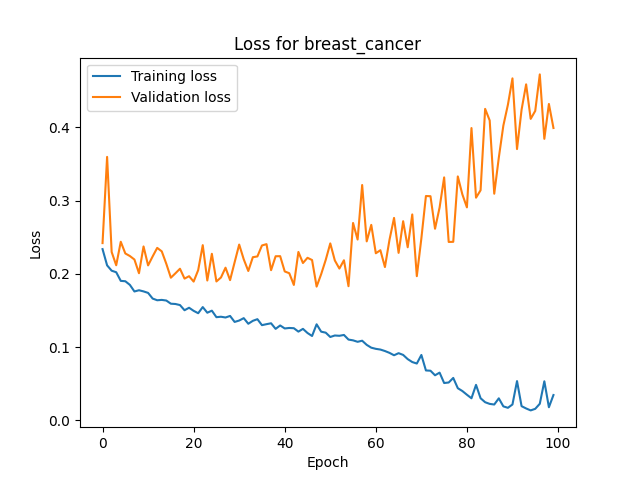 Loss for breast_cancer
Training loss
Validation loss
0.4
0.3
0.2
0.1
0.0
Loss
0 20 40 60 80 100
Epoch